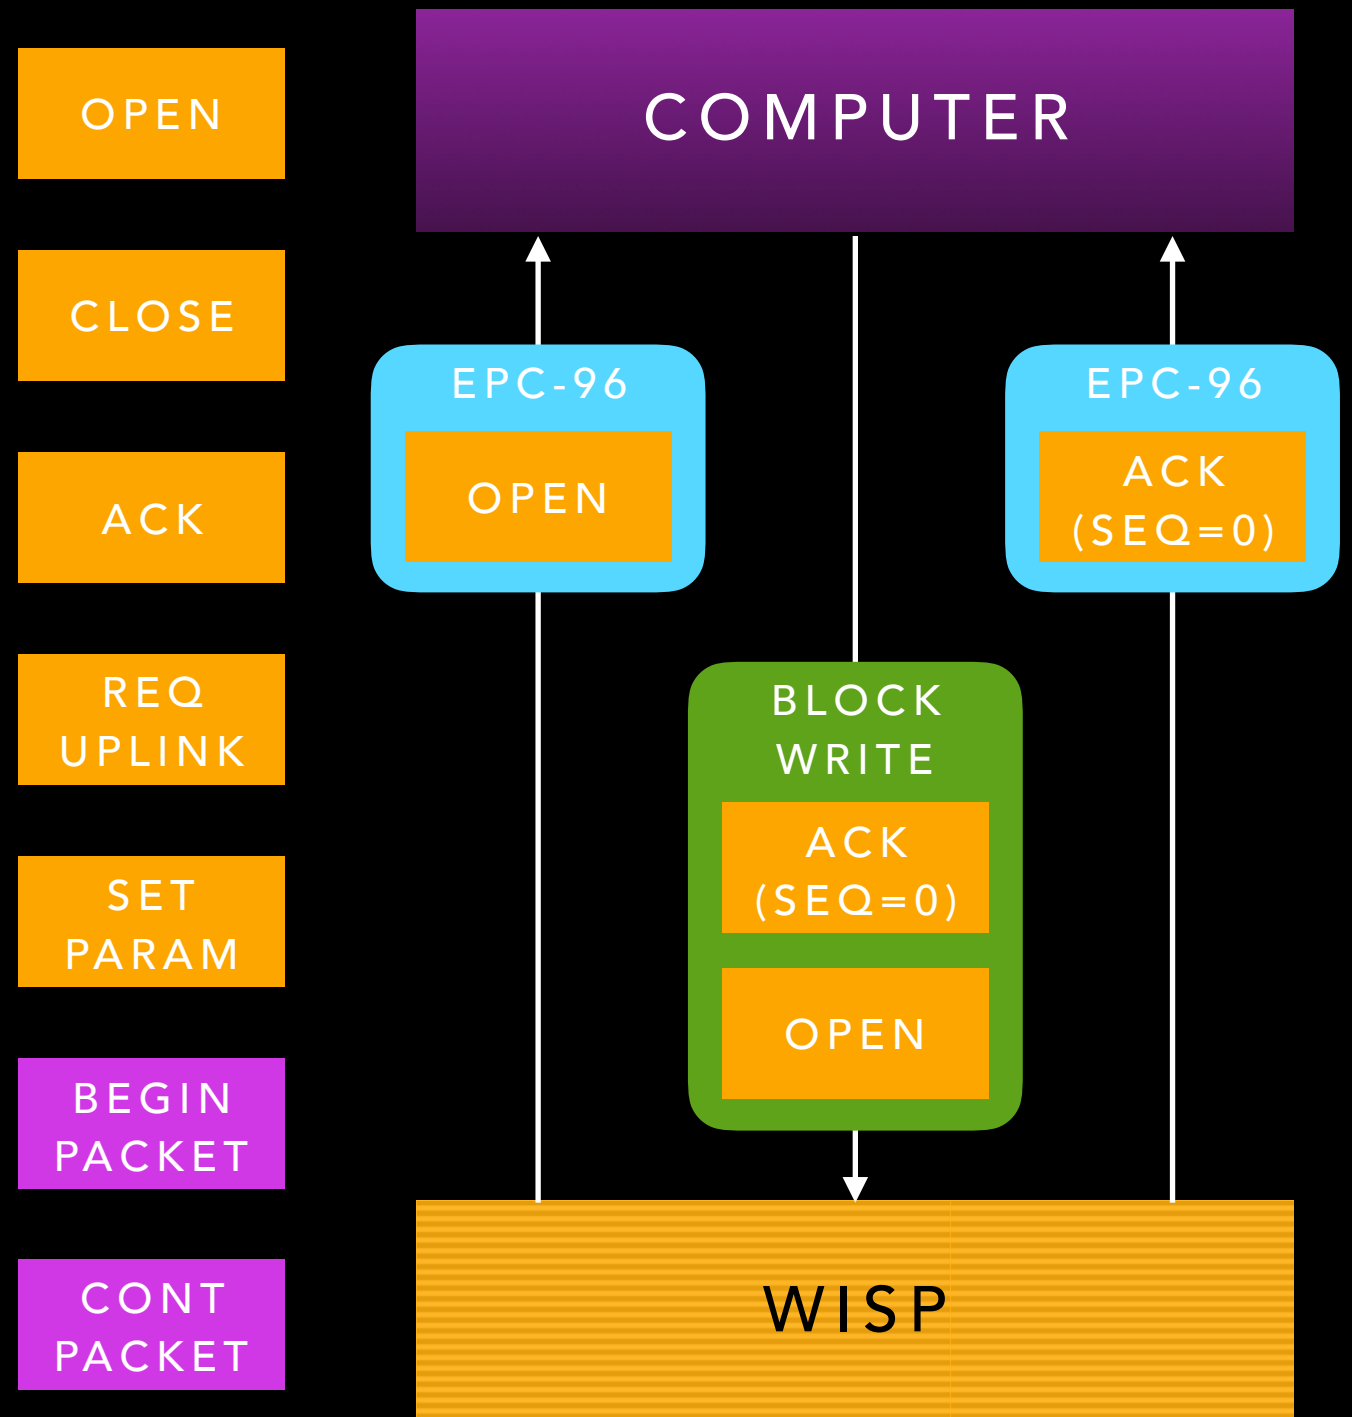 OPEN
CLOSE
ACK
REQ
UPLINK
SET
PARAM
BEGIN
PACKET
CONT
PACKET
COMPUTER
EPC-96
OPEN
BLOCK
WRITE
ACK
(SEQ=0)
OPEN
EPC-96
ACK
(SEQ=0)
WISP